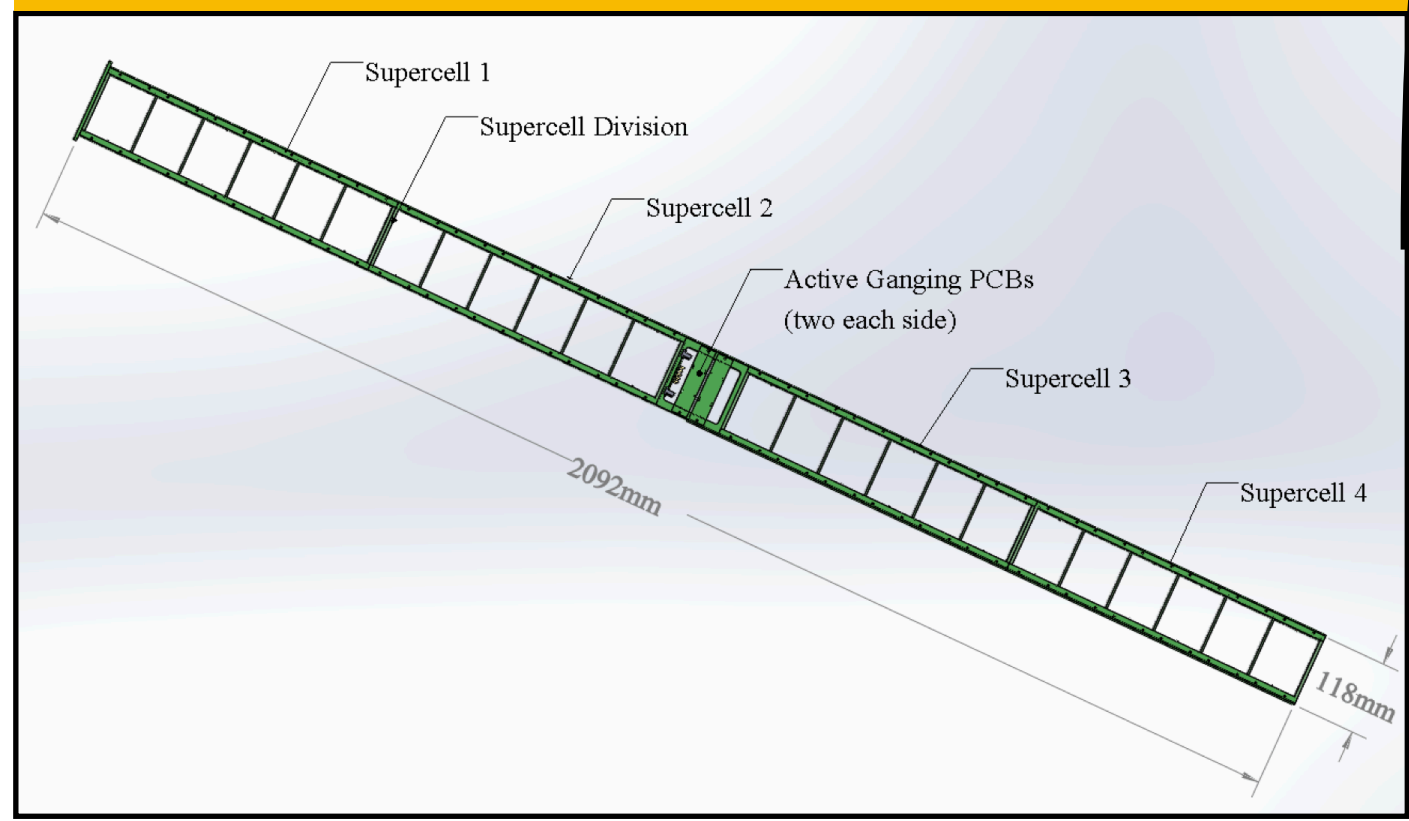 Supercell 1
Supercell Division
Supercell 2
Active Ganging PCBs
(two each side)
Supercell 3
Supercell 4
2092mm
118mm